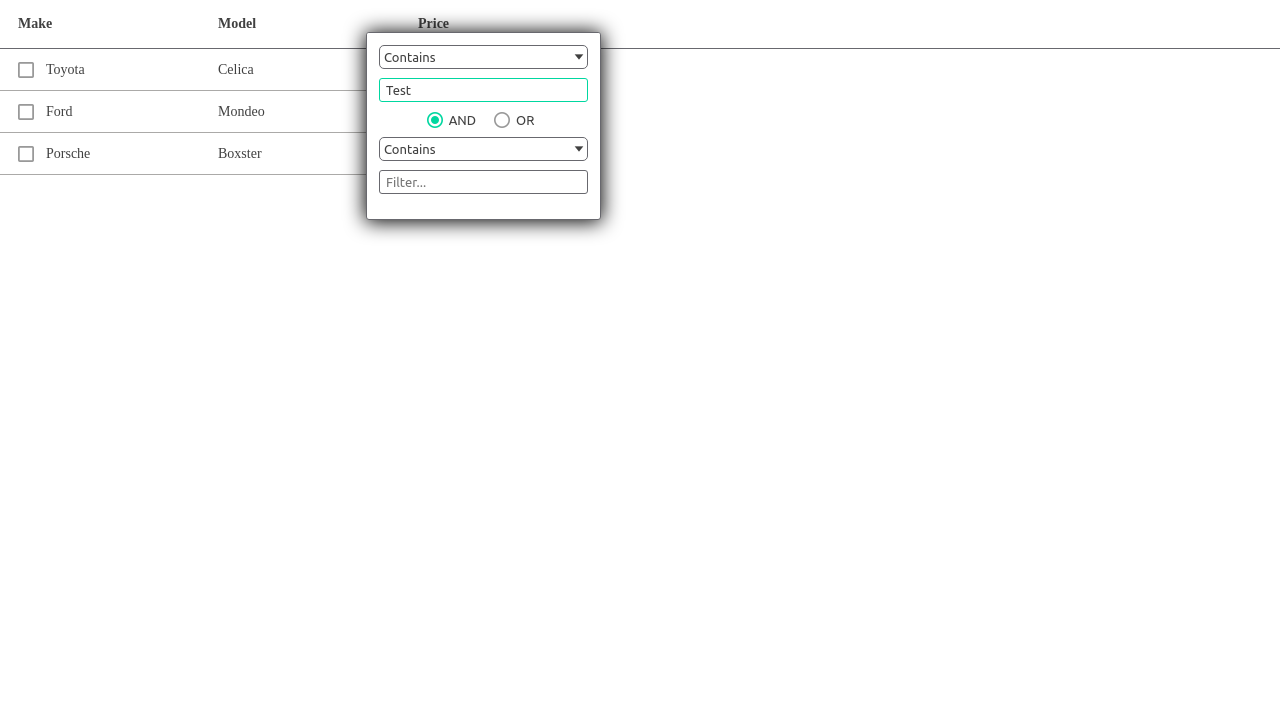 Make Model Price
Contains
Toyota Celica
Test
Ford Mondeo
AND OR
Contains
Porsche Boxster
Filter...